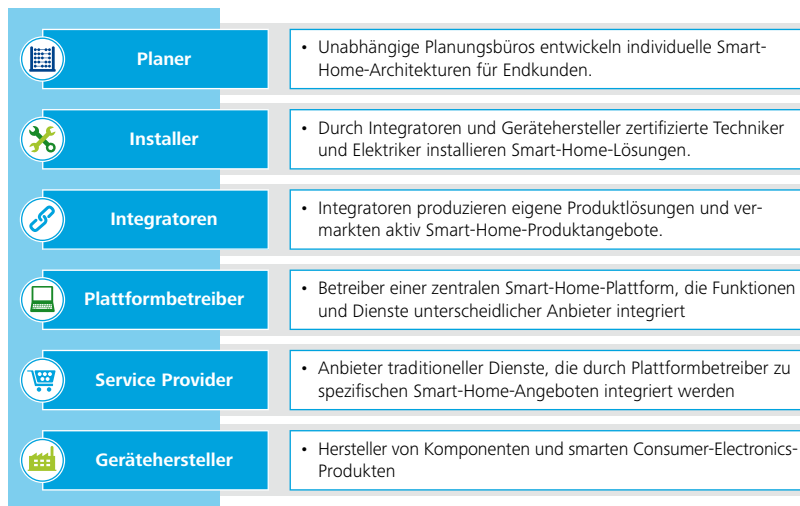 Planer
• Unabhängige Planungsbüros entwickeln individuelle Smart-
Home-Architekturen für Endkunden.
Installer
• Durch Integratoren und Gerätehersteller zertifizierte Techniker
und Elektriker installieren Smart-Home-Lösungen.
Integratoren
• Integratoren produzieren eigene Produktlösungen und ver-
markten aktiv Smart-Home-Produktangebote.
Plattformbetreiber
• Betreiber einer zentralen Smart-Home-Plattform, die Funktionen
und Dienste unterscheidlicher Anbieter integriert
Service Provider
• Anbieter traditioneller Dienste, die durch Plattformbetreiber zu
spezifischen Smart-Home-Angeboten integriert werden
Gerätehersteller
• Hersteller von Komponenten und smarten Consumer-Electronics-
Produkten